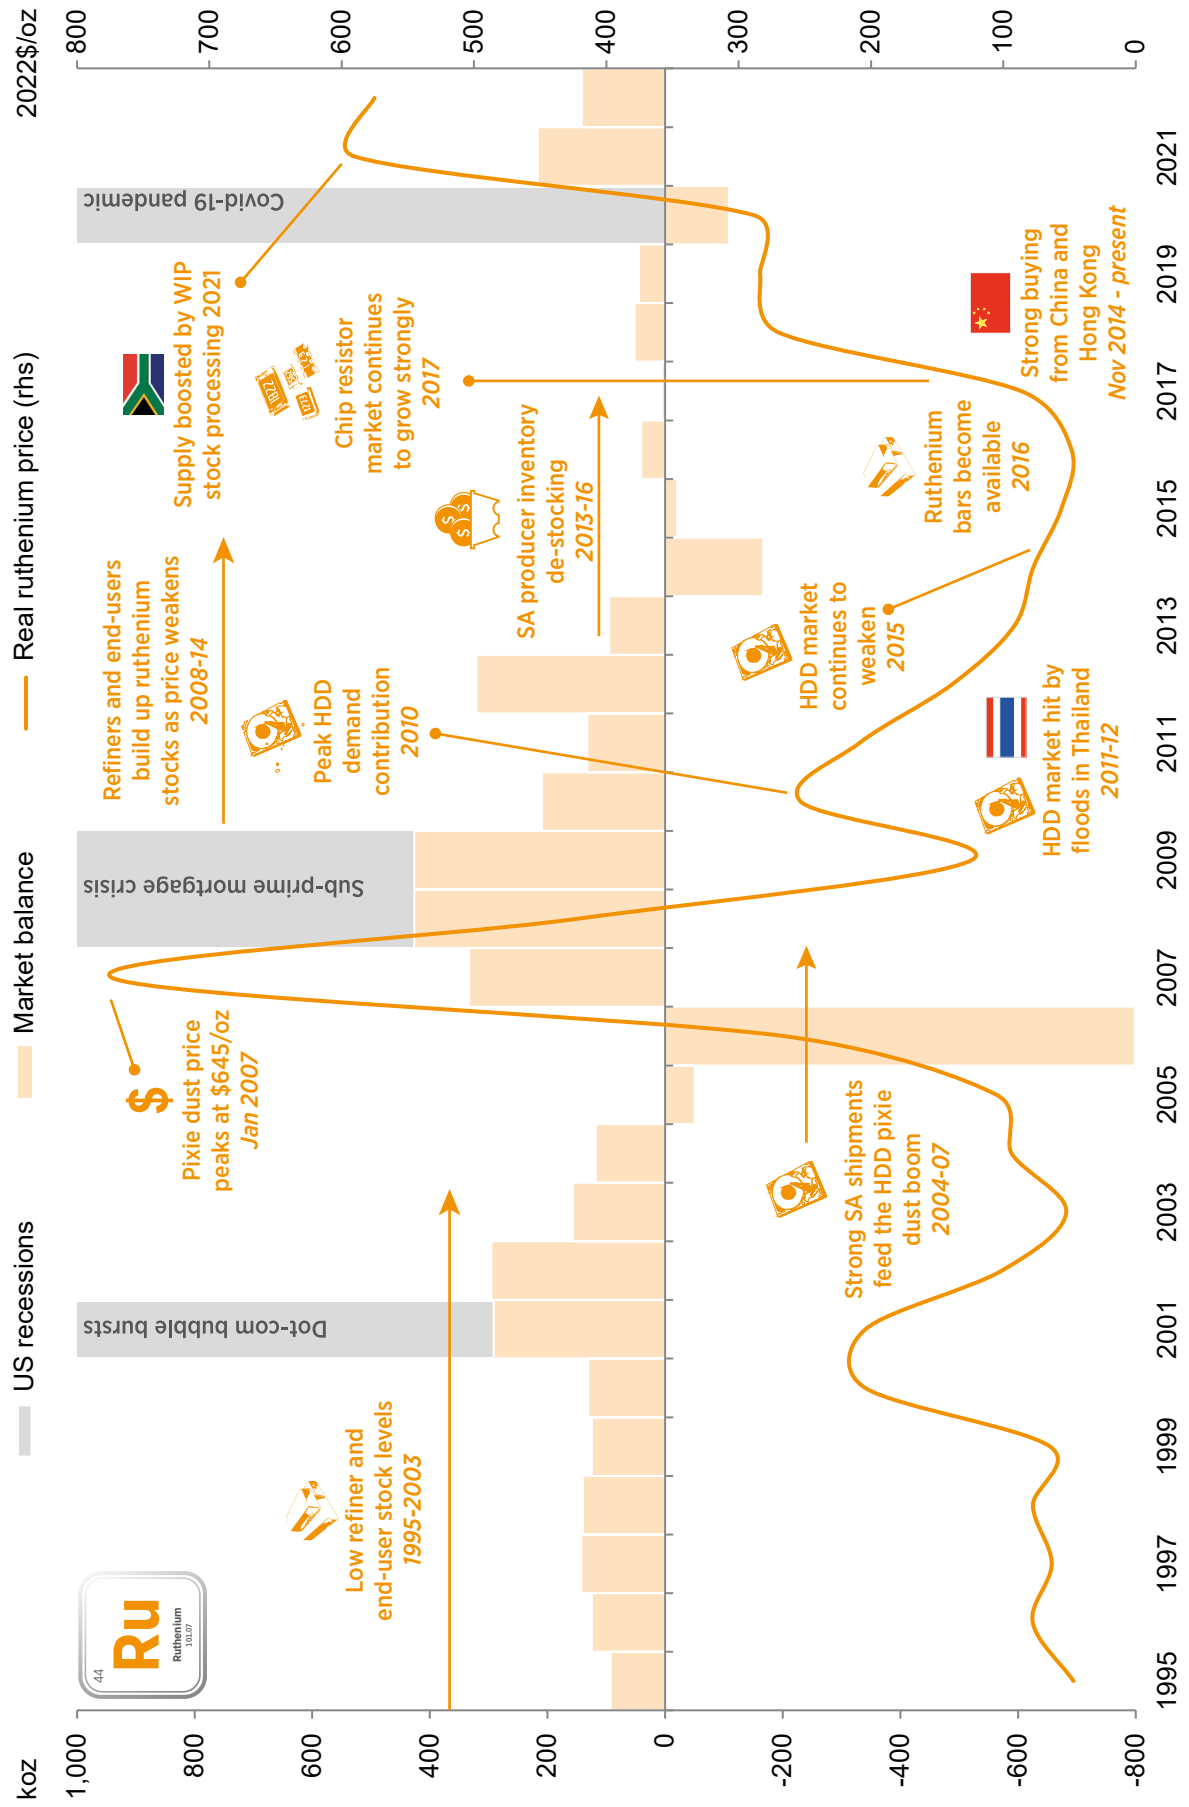 koz
US recessions
Market balance
Real ruthenium price (rhs)
2022$/oz
1,000
800
600
400
200
0
-200
-400
-600
-800
800
700
600
500
400
300
200
100
0
1995
1997
1999
2001
2003
2005
2007
2009
2011
2013
2015
2017
2019
2021
44
Ru
Ruthenium
101.07
Low refiner and
end-user stock levels
1995-2003
Dot-com bubble bursts
Pixie dust price
peaks at $645/oz
Jan 2007
$
Strong SA shipments
feed the HDD pixie
dust boom
2004-07
Sub-prime mortgage crisis
Refiners and end-users
build up ruthenium
stocks as price weakens
2008-14
Peak HDD
demand
contribution
2010
HDD market hit by
floods in Thailand
2011-12
SA producer inventory
de-stocking
2013-16
HDD market
continues to
weaken
2015
Ruthenium
bars become
available
2016
Chip resistor
market continues
to grow strongly
2017
Supply boosted by WIP
stock processing 2021
Covid-19 pandemic
Strong buying
from China and
Hong Kong
Nov 2014 - present